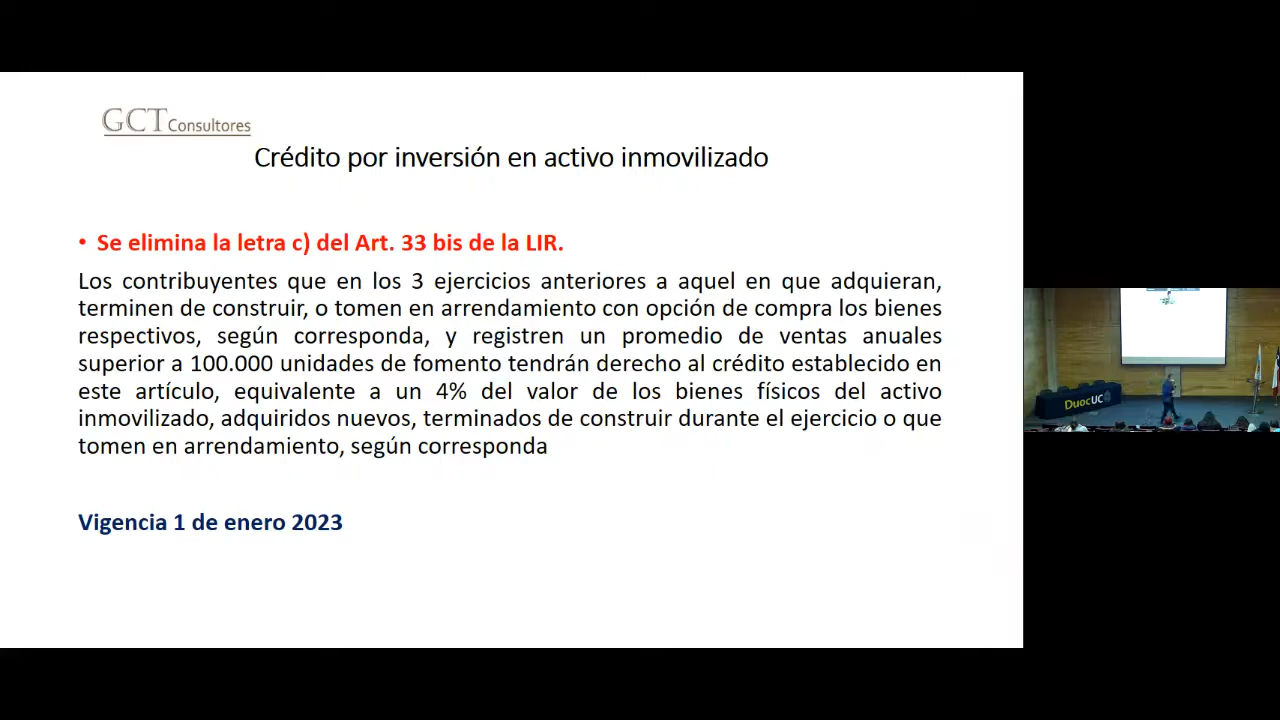 GCT Consultores
Crédito por inversión en activo inmovilizado
• Se elimina la letra c) del Art. 33 bis de la LIR.
Los contribuyentes que en los 3 ejercicios anteriores a aquel en que adquieran,
terminen de construir, o tomen en arrendamiento con opción de compra los bienes
respectivos, según corresponda, y registren un promedio de ventas anuales
superior a 100.000 unidades de fomento tendrán derecho al crédito establecido en
este artículo, equivalente a un 4% del valor de los bienes físicos del activo
inmovilizado, adquiridos nuevos, terminados de construir durante el ejercicio o que
tomen en arrendamiento, según corresponda
Vigencia 1 de enero 2023
DuocUC